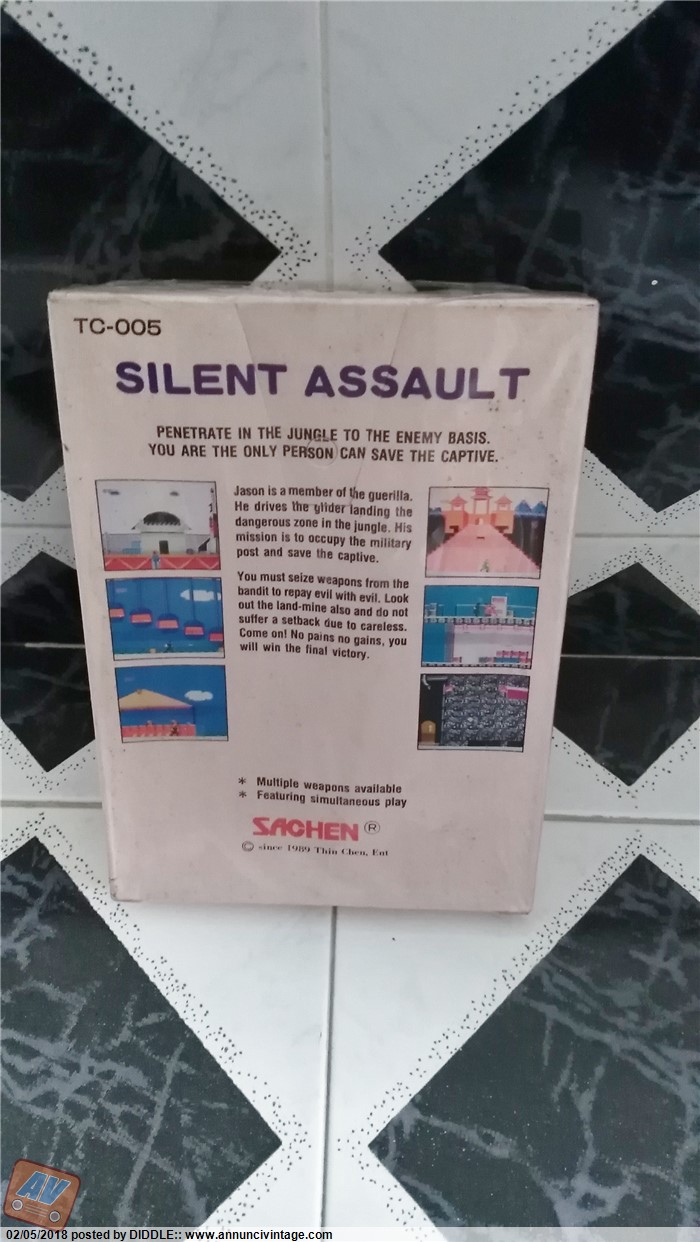 TC-005
SILENT ASSAULT
PENETRATE IN THE JUNGLE TO THE ENEMY BASIS.
YOU ARE THE ONLY PERSON CAN SAVE THE CAPTIVE.
Jason is a member of the guerilla.
He drives the glider landing the
dangerous zone in the jungle. His
mission is to occupy the military
post and save the captive.
You must seize weapons from the
bandit to repay evil with evil. Look
out the land-mine also and do not
suffer a setback due to careless.
Come on! No pains no gains, you
will win the final victory.
* Multiple weapons available
* Featuring simultaneous play
SACHEN ®
© since 1989 Thin Chen, Ent
AV
02/05/2018 posted by DIDDLE:: www.annuncivintage.com